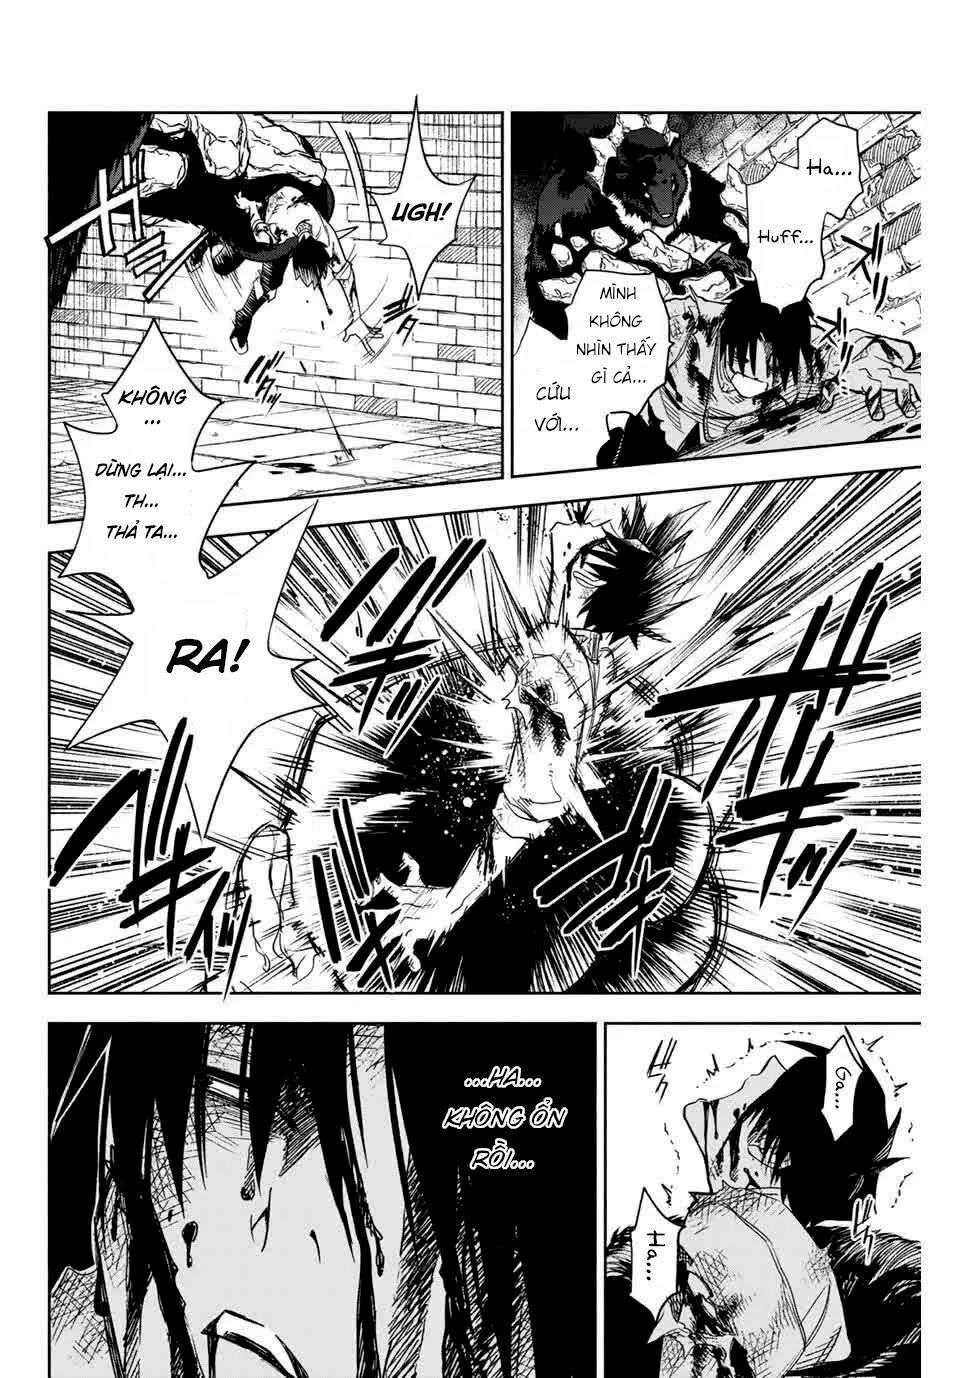 Ha...
Huff...
MÌNH
KHÔNG
NHÌN THẤY
GÌ CẢ...
CỨU
VỚI...
UGH!
KHÔNG
...
DỪNG LẠI...
TH...
THẢ TA...
RA!
Ga...
Ha...
...HA...
KHÔNG ỔN
RỒI...